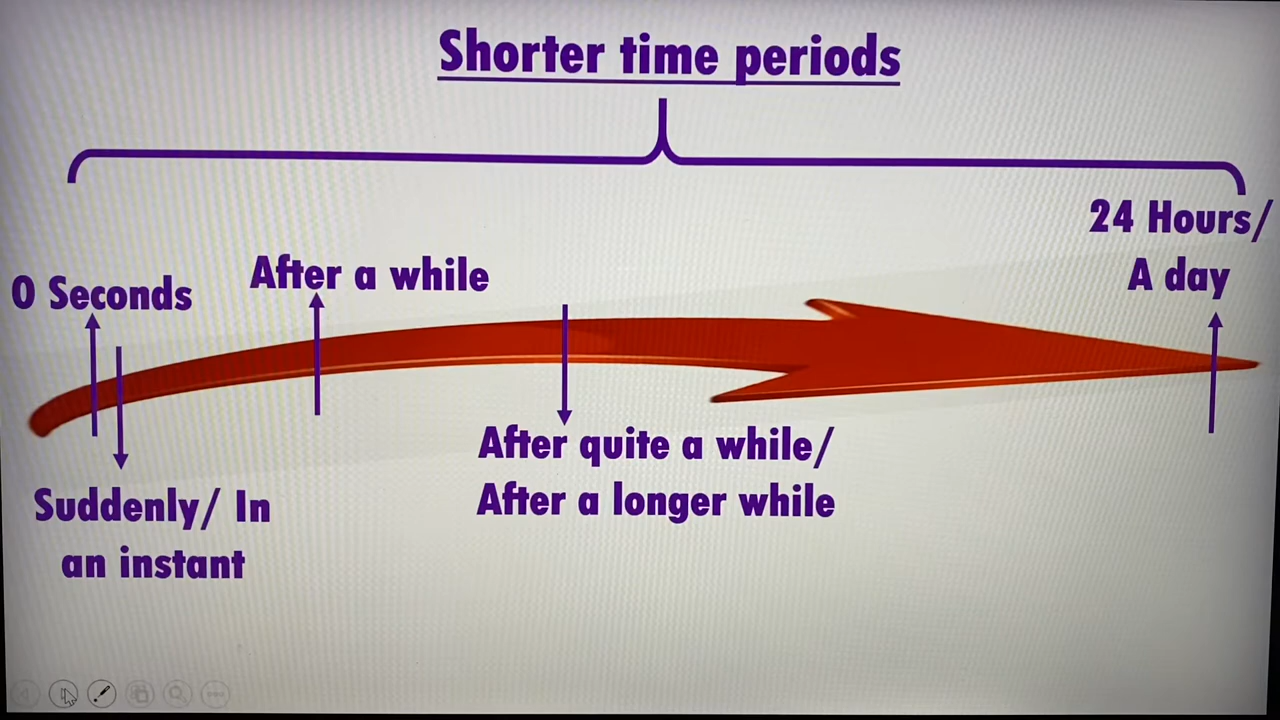 Shorter time periods
24 Hours/
A day
0 Seconds
After a while
After quite a while/
After a longer while
Suddenly/ In
an instant